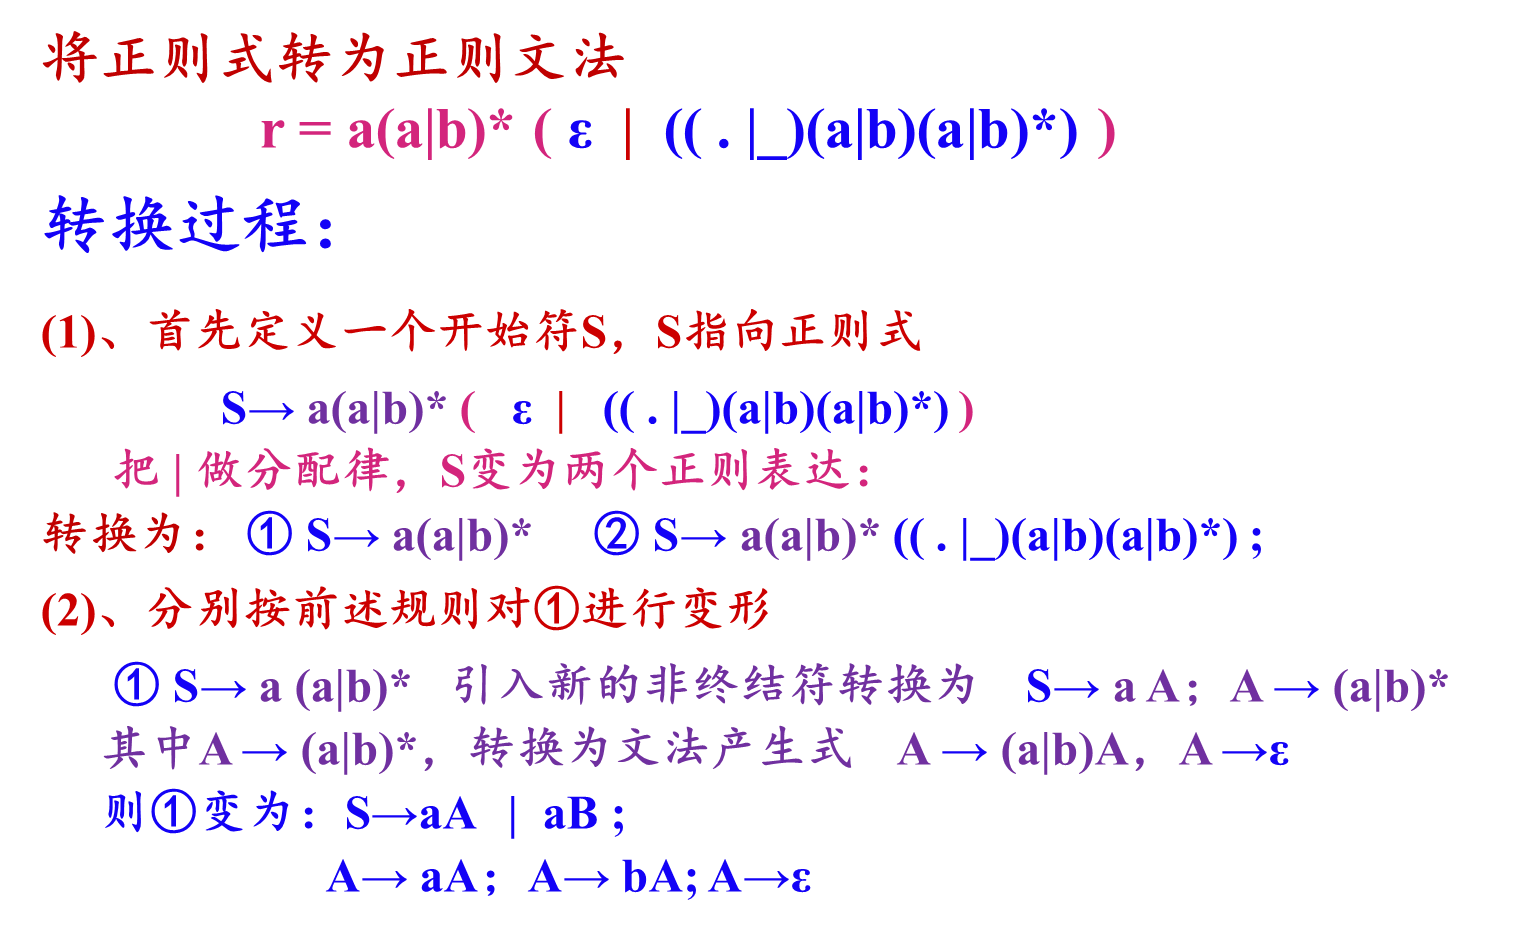 将正则式转为正则文法
r = a(a|b)* ( ε | (( . |_)(a|b)(a|b)*) )
转换过程：
(1)、首先定义一个开始符S，S指向正则式
S→ a(a|b)* ( ε | (( . |_)(a|b)(a|b)*) )
把 | 做分配律，S变为两个正则表达：
转换为： ① S→ a(a|b)* ② S→ a(a|b)* (( . |_)(a|b)(a|b)*) ;
(2)、分别按前述规则对①进行变形
① S→ a (a|b)* 引入新的非终结符转换为 S→ a A；A → (a|b)*
其中A → (a|b)*，转换为文法产生式 A → (a|b)A，A →ε
则①变为：S→aA | aB ;
A→ aA；A→ bA; A→ε